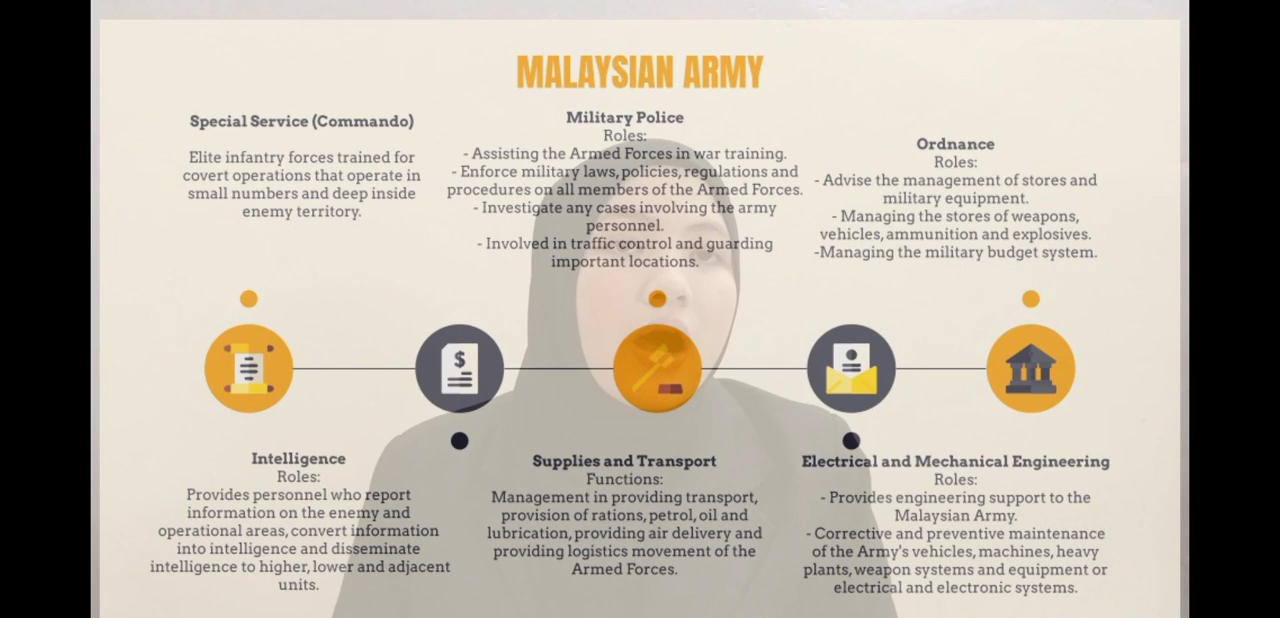 MALAYSIAN ARMY
Special Service (Commando)
Elite infantry forces trained for
covert operations that operate in
small numbers and deep inside
enemy territory.
Military Police
Roles:
- Assisting the Armed Forces in war training.
- Enforce military laws, policies, regulations and
procedures on all members of the Armed Forces.
- Investigate any cases involving the army
personnel.
- Involved in traffic control and guarding
important locations.
Ordnance
Roles:
- Advise the management of stores and
military equipment.
- Managing the stores of weapons,
vehicles, ammunition and explosives.
-Managing the military budget system.
$
Intelligence
Roles:
Provides personnel who report
information on the enemy and
operational areas, convert information
into intelligence and disseminate
intelligence to higher, lower and adjacent
units.
Supplies and Transport
Functions:
Management in providing transport,
provision of rations, petrol, oil and
lubrication, providing air delivery and
providing logistics movement of the
Armed Forces.
Electrical and Mechanical Engineering
Roles:
- Provides engineering support to the
Malaysian Army.
- Corrective and preventive maintenance
of the Army's vehicles, machines, heavy
plants, weapon systems and equipment or
electrical and electronic systems.